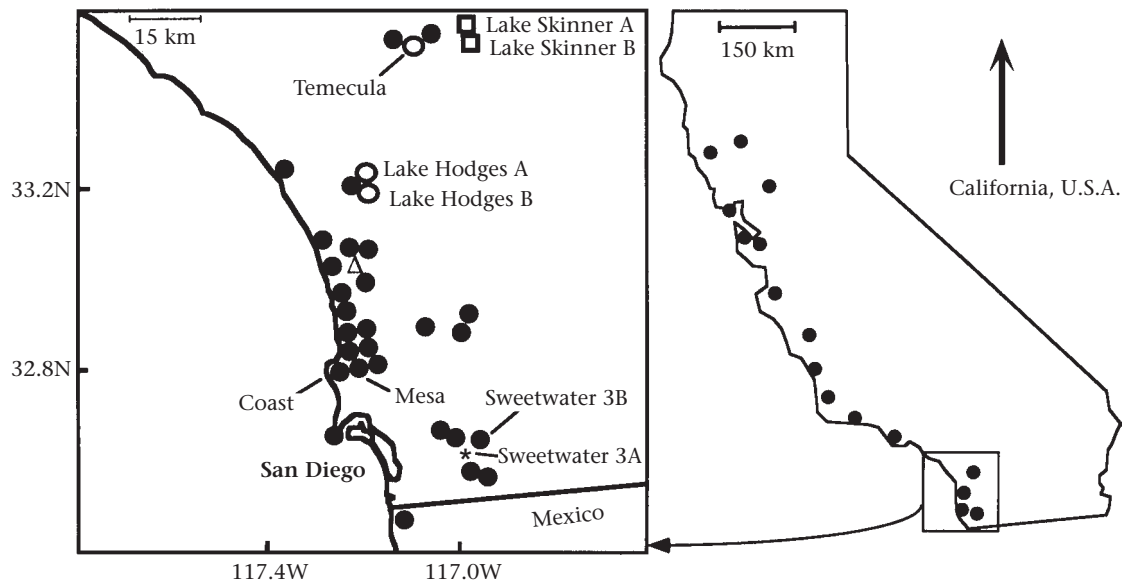 15 km
Lake Skinner A
Lake Skinner B
Temecula
Lake Hodges A
Lake Hodges B
33.2N
32.8N
Coast
Mesa
Sweetwater 3B
* Sweetwater 3A
San Diego
Mexico
117.4W
117.0W
150 km
California, U.S.A.